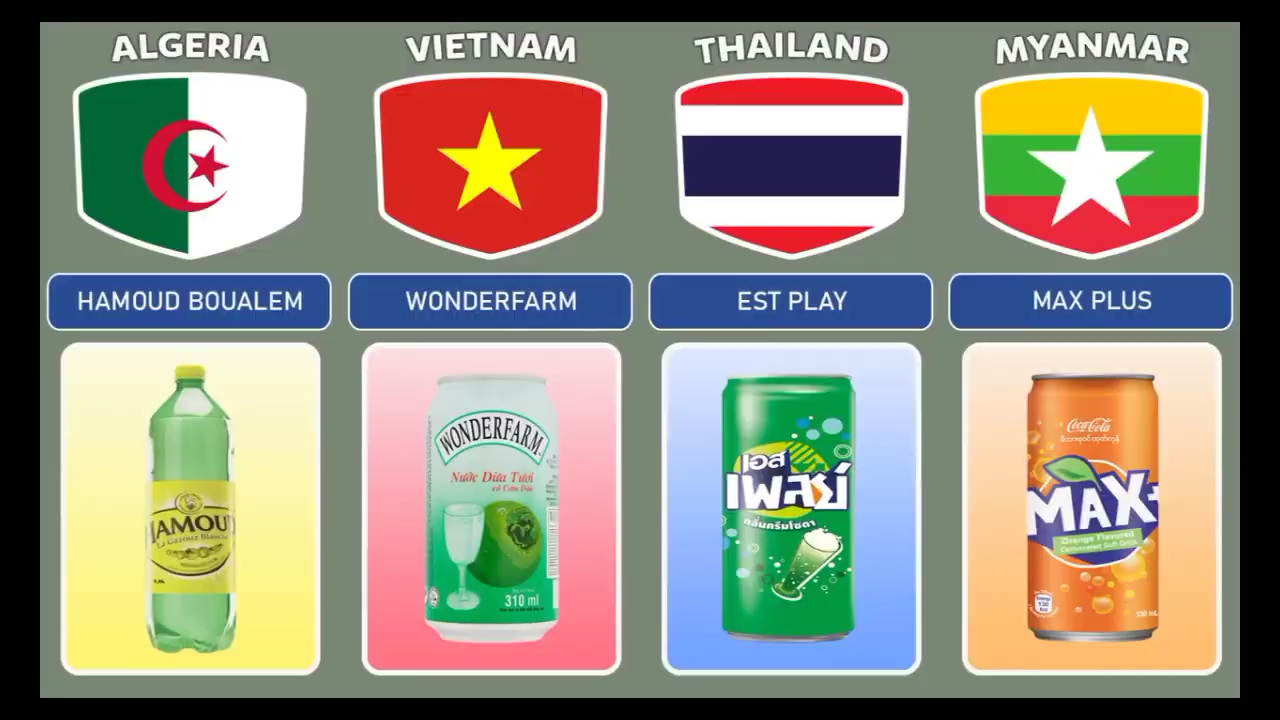 ALGERIA
VIETNAM
THAILAND
MYANMAR
HAMOUD BOUALEM
WONDERFARM
EST PLAY
MAX PLUS
HAMOUD
La Gazouz Blanche
WONDERFARM
Nước Dừa Tươi
có Cơm Dừa
310 ml
เอส
เพลย์
กลิ่นครีมโซดา
Coca-Cola
MAX+
Orange Flavored
Carbonated Soft Drink
330 mL